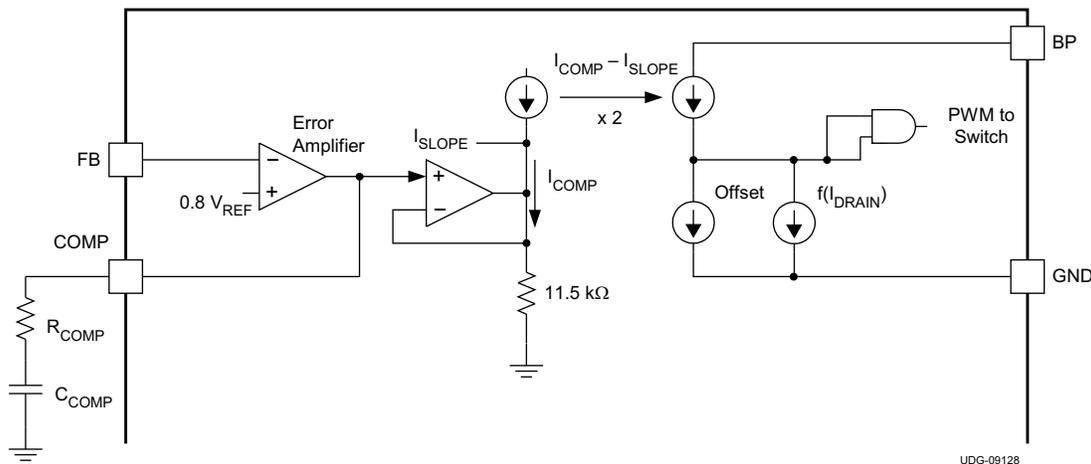 BP
I_COMP – I_SLOPE
x 2
PWM to
Switch
Error
Amplifier
I_SLOPE
FB
0.8 V_REF
I_COMP
Offset
f(I_DRAIN)
COMP
GND
11.5 kΩ
R_COMP
C_COMP
UDG-09128
+
–
+
–